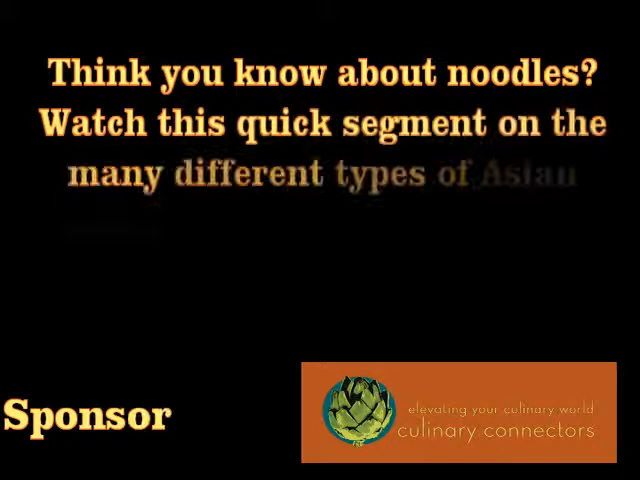 Think you know about noodles?
Watch this quick segment on the
many different types of Asian
Sponsor
elevating your culinary world
culinary connectors